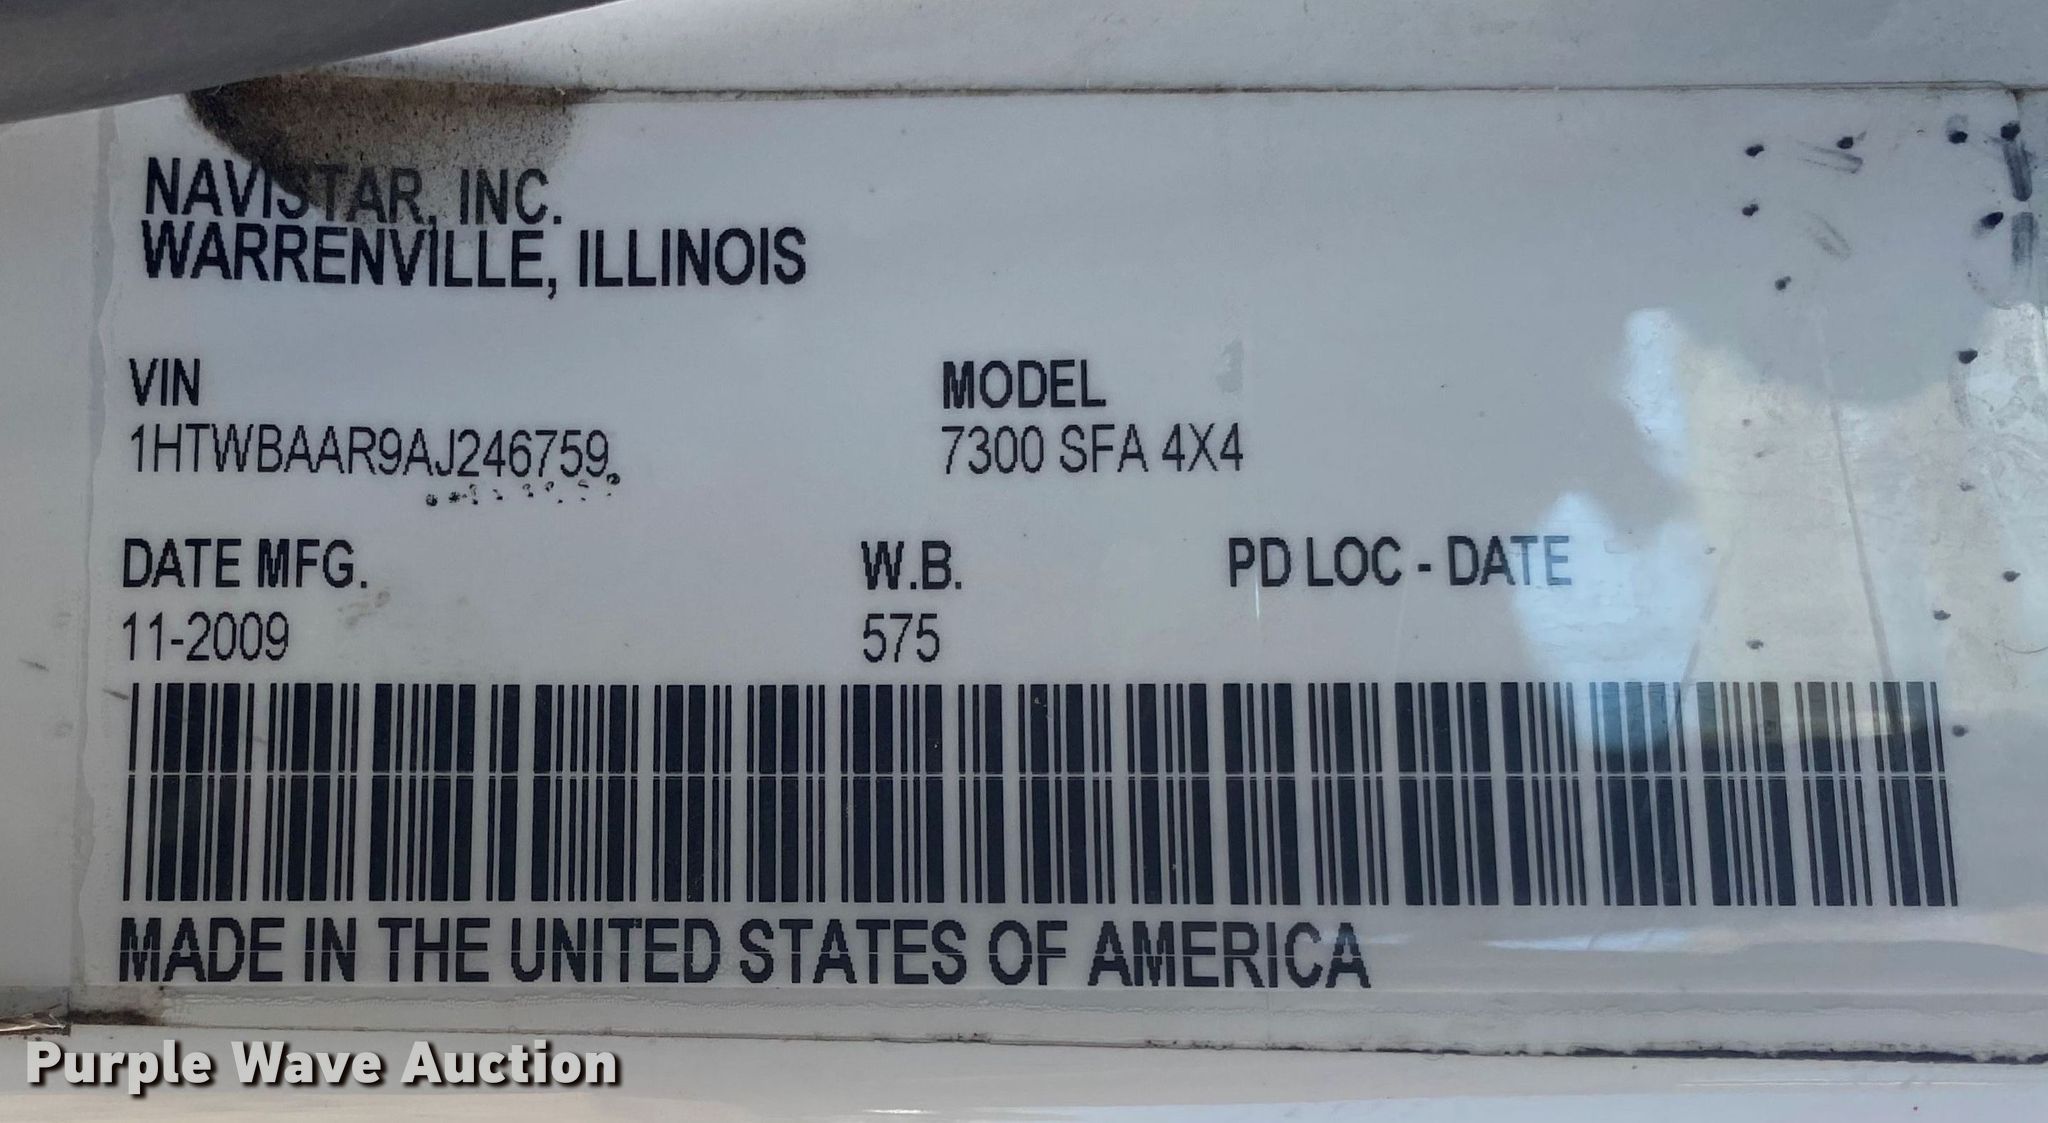 NAVISTAR, INC.
WARRENVILLE, ILLINOIS
VIN
1HTWBAAR9AJ246759
MODEL
7300 SFA 4X4
DATE MFG.
11-2009
W.B.
575
PD LOC - DATE
MADE IN THE UNITED STATES OF AMERICA
Purple Wave Auction